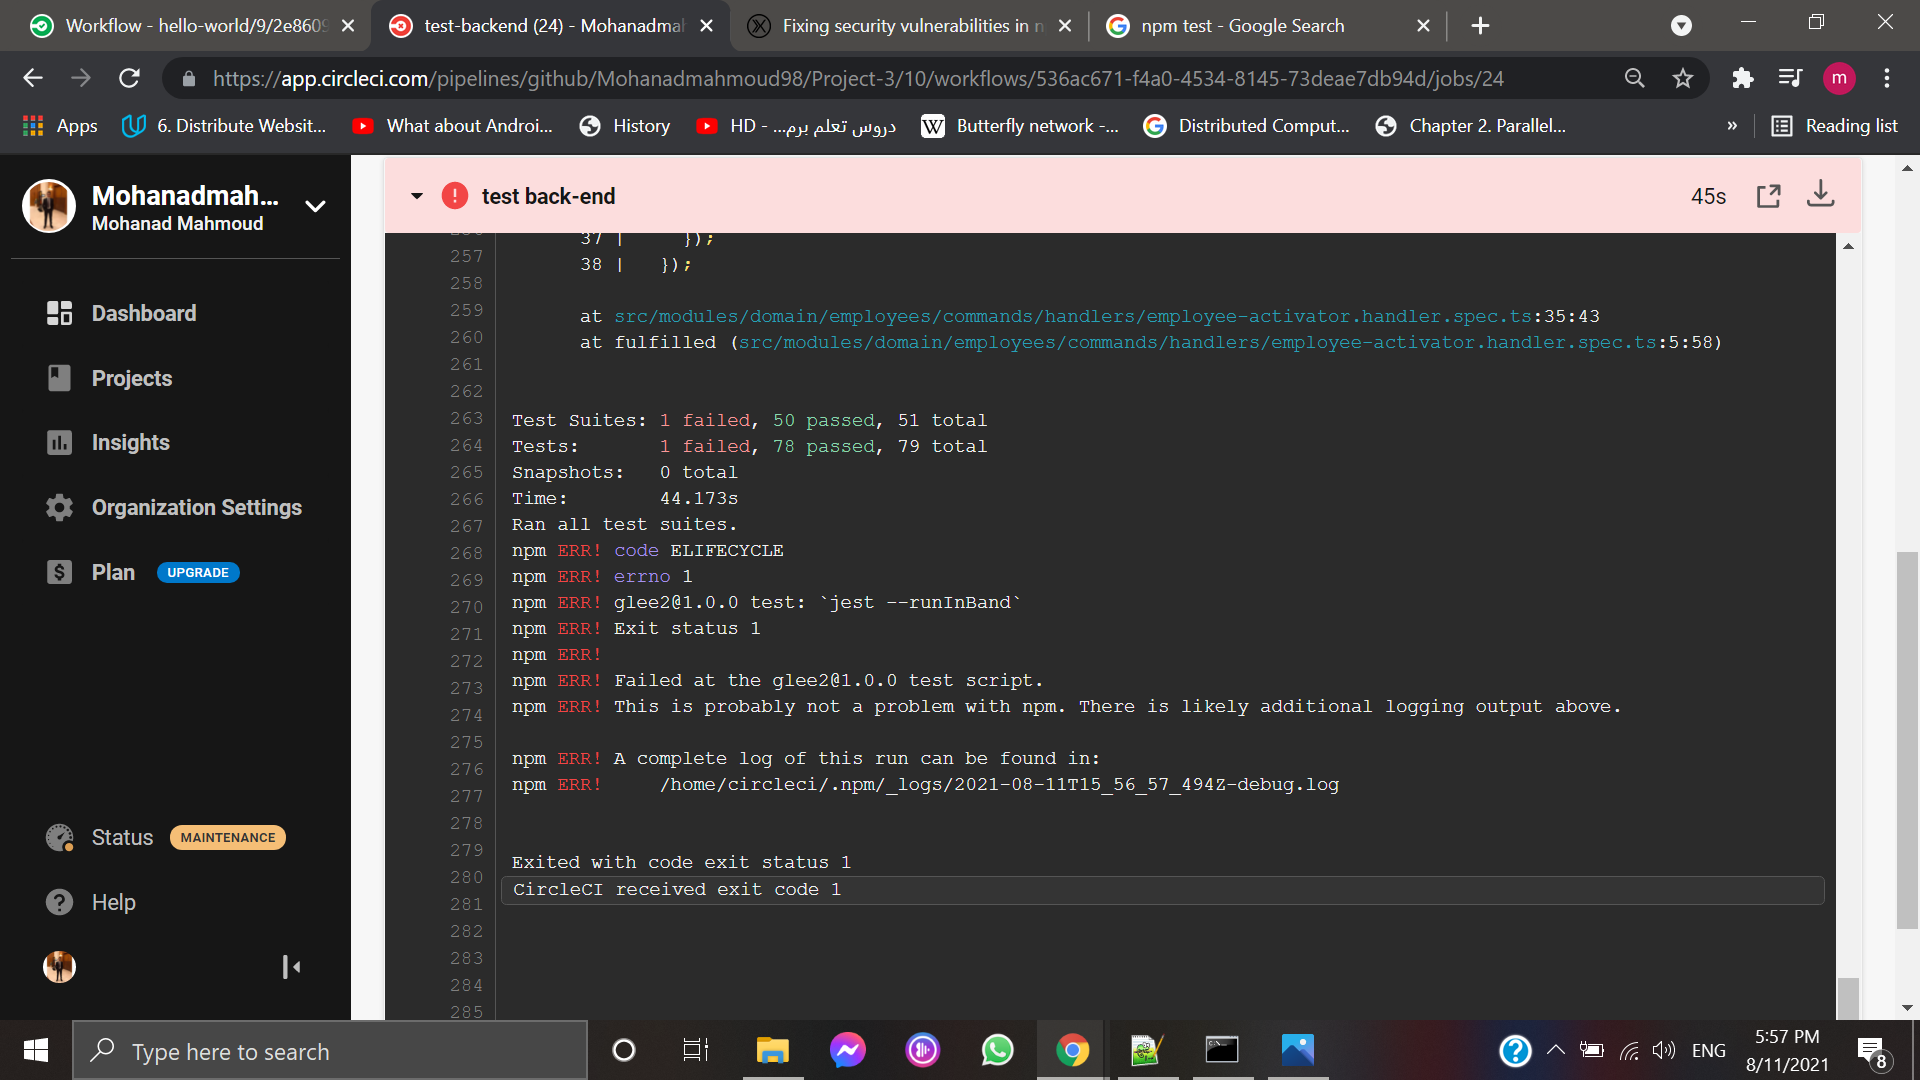 Workflow - hello-world/9/2e8609
test-backend (24) - Mohanadmah
Fixing security vulnerabilities in n
npm test - Google Search
https://app.circleci.com/pipelines/github/Mohanadmahmoud98/Project-3/10/workflows/536ac671-f4a0-4534-8145-73deae7db94d/jobs/24
m
Apps
6. Distribute Websit...
What about Androi...
History
HD - ...دروس تعلم برم
W
Butterfly network -...
Distributed Comput...
Chapter 2. Parallel...
»
Reading list
Mohanadmah...
Mohanad Mahmoud
Dashboard
Projects
Insights
Organization Settings
Plan UPGRADE
Status MAINTENANCE
Help
test back-end
45s
37 | });
257
38 | });
258
259 at src/modules/domain/employees/commands/handlers/employee-activator.handler.spec.ts:35:43
260 at fulfilled (src/modules/domain/employees/commands/handlers/employee-activator.handler.spec.ts:5:58)
261
262
263 Test Suites: 1 failed, 50 passed, 51 total
264 Tests: 1 failed, 78 passed, 79 total
265 Snapshots: 0 total
266 Time: 44.173s
267 Ran all test suites.
268 npm ERR! code ELIFECYCLE
269 npm ERR! errno 1
270 npm ERR! glee2@1.0.0 test: `jest --runInBand`
271 npm ERR! Exit status 1
272 npm ERR!
273 npm ERR! Failed at the glee2@1.0.0 test script.
274 npm ERR! This is probably not a problem with npm. There is likely additional logging output above.
275
276 npm ERR! A complete log of this run can be found in:
277 npm ERR! /home/circleci/.npm/_logs/2021-08-11T15_56_57_494Z-debug.log
278
279
Exited with code exit status 1
280
CircleCI received exit code 1
281
282
283
284
285
Type here to search
ENG
5:57 PM
8/11/2021
8